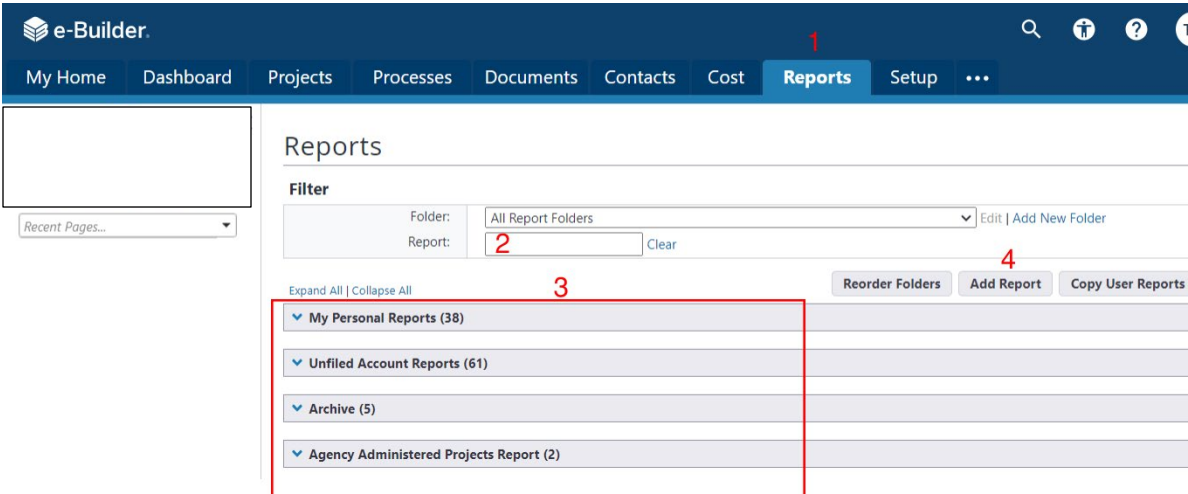 e-Builder.
1
My Home Dashboard Projects Processes Documents Contacts Cost Reports Setup •••
Reports
Filter
Folder: All Report Folders Edit | Add New Folder
Recent Pages...
Report: 2 Clear
4
Expand All | Collapse All 3 Reorder Folders Add Report Copy User Reports
My Personal Reports (38)
Unfiled Account Reports (61)
Archive (5)
Agency Administered Projects Report (2)